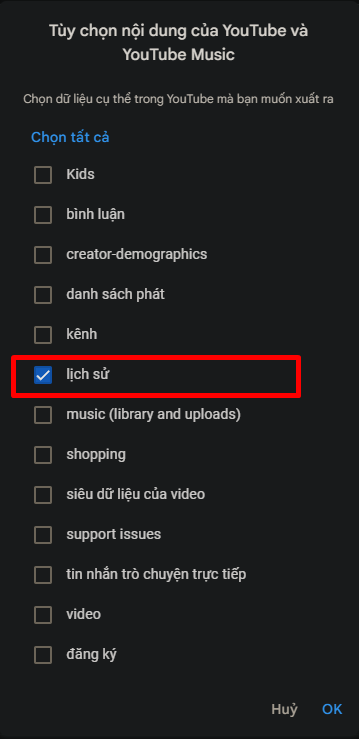 Tùy chọn nội dung của YouTube và
YouTube Music
Chọn dữ liệu cụ thể trong YouTube mà bạn muốn xuất ra
Chọn tất cả
Kids
bình luận
creator-demographics
danh sách phát
kênh
lịch sử
music (library and uploads)
shopping
siêu dữ liệu của video
support issues
tin nhắn trò chuyện trực tiếp
video
đăng ký
Huỷ OK